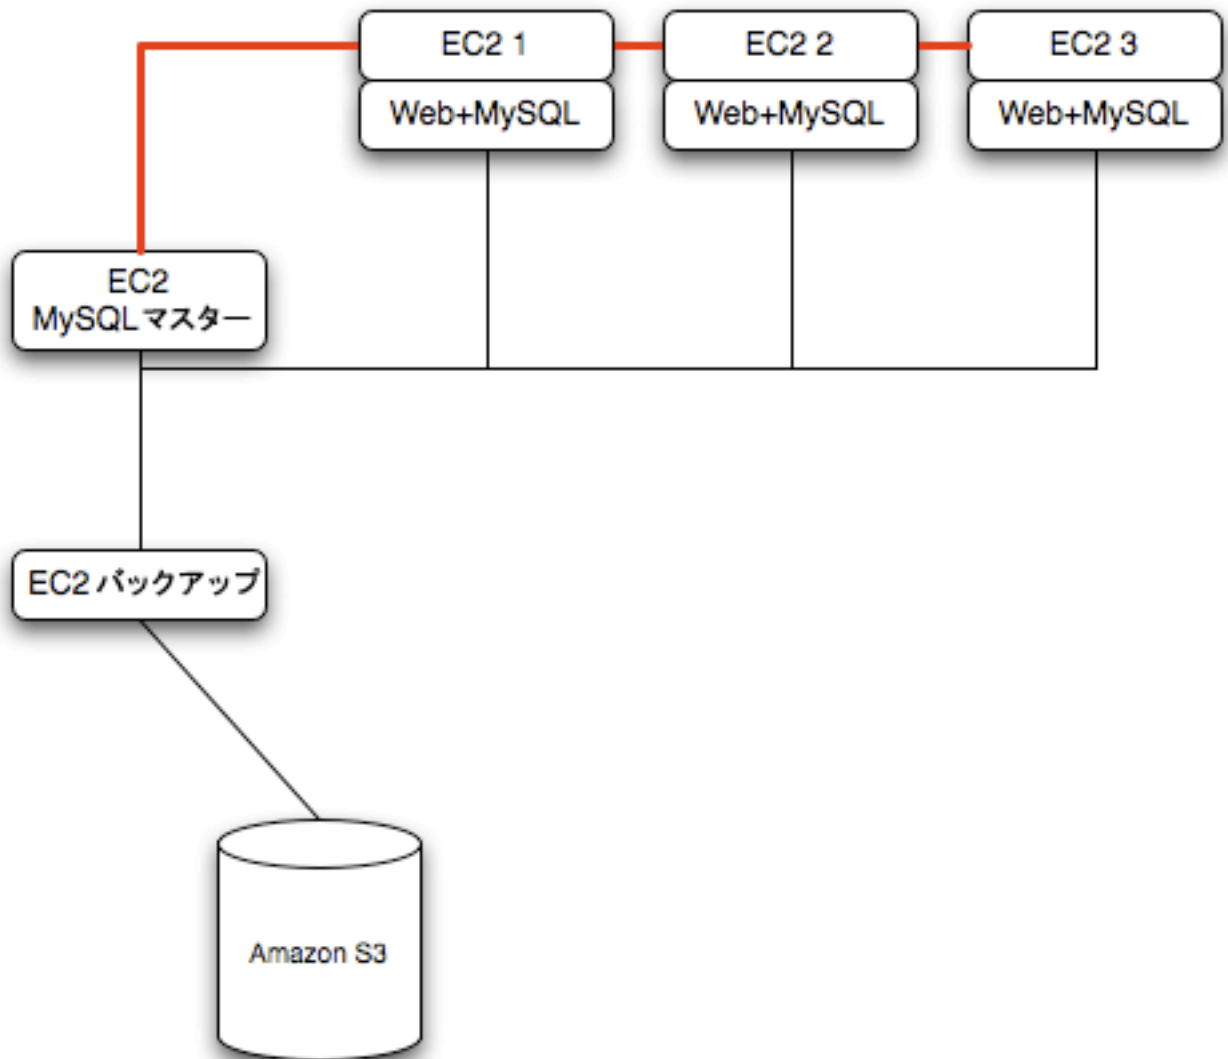 EC2 1
EC2 2
EC2 3
Web+MySQL
Web+MySQL
Web+MySQL
EC2
MySQLマスター
EC2 バックアップ
Amazon S3